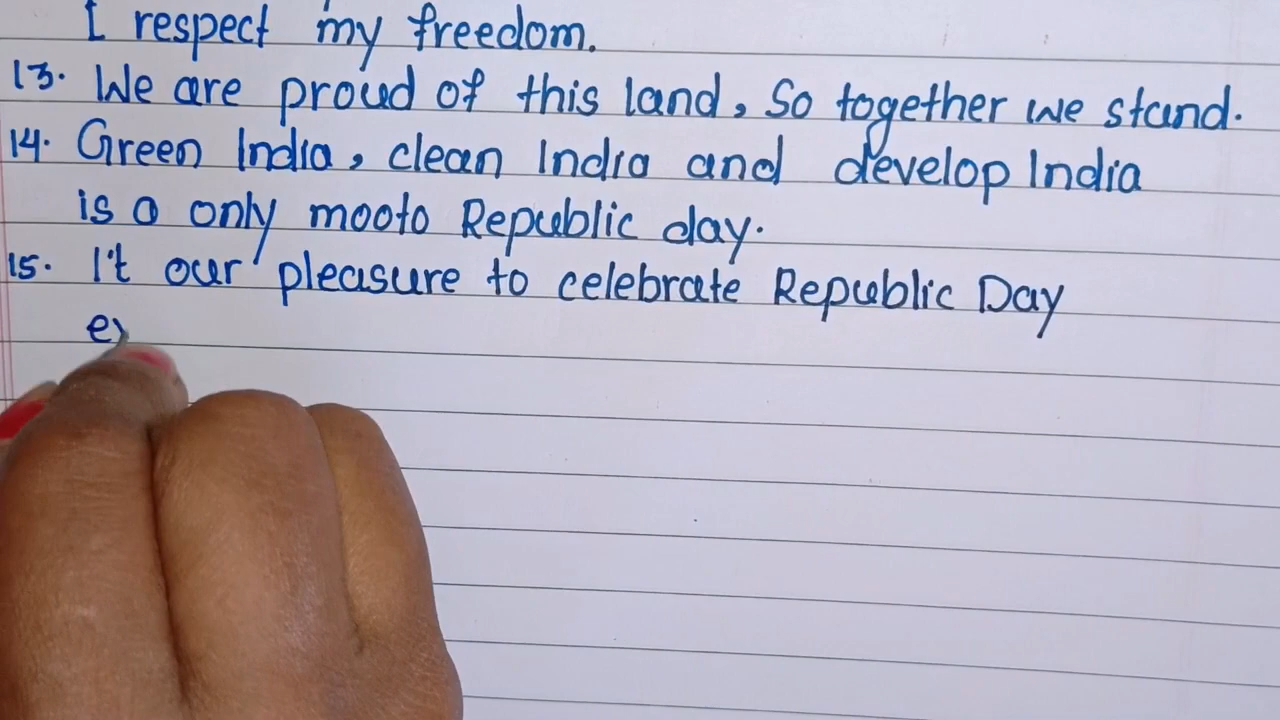 I respect my freedom.
13. We are proud of this land, So together we stand.
14. Green India, clean India and develop India
is a only mooto Republic day.
15. I't our pleasure to celebrate Republic Day